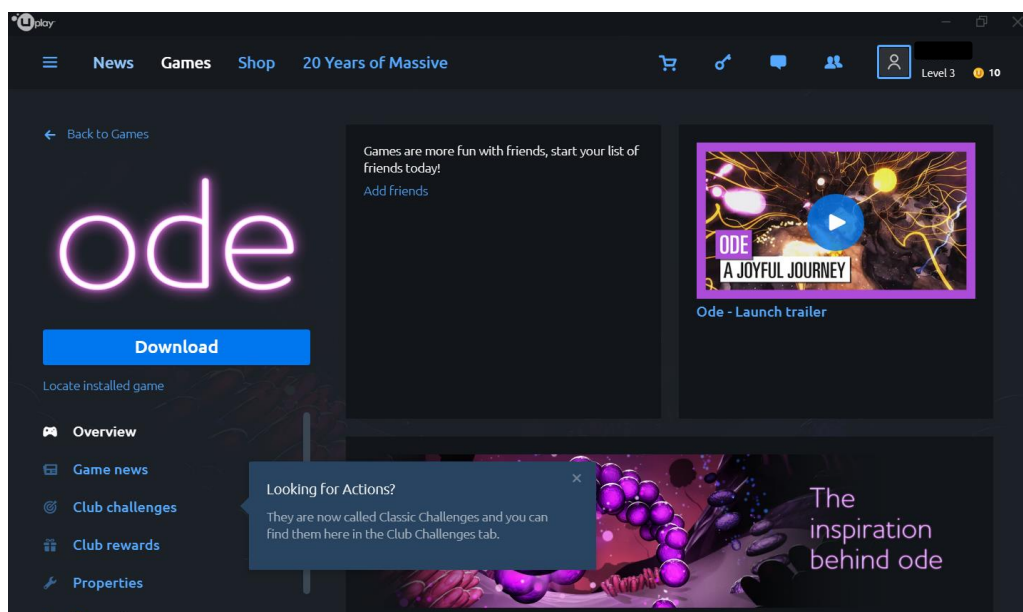 Uplay
News Games Shop 20 Years of Massive
Level 3 10
Back to Games
ode
Download
Locate installed game
Overview
Game news
Club challenges
Club rewards
Properties
Games are more fun with friends, start your list of
friends today!
Add friends
ODE
A JOYFUL JOURNEY
Ode - Launch trailer
Looking for Actions?
They are now called Classic Challenges and you can
find them here in the Club Challenges tab.
The
inspiration
behind ode